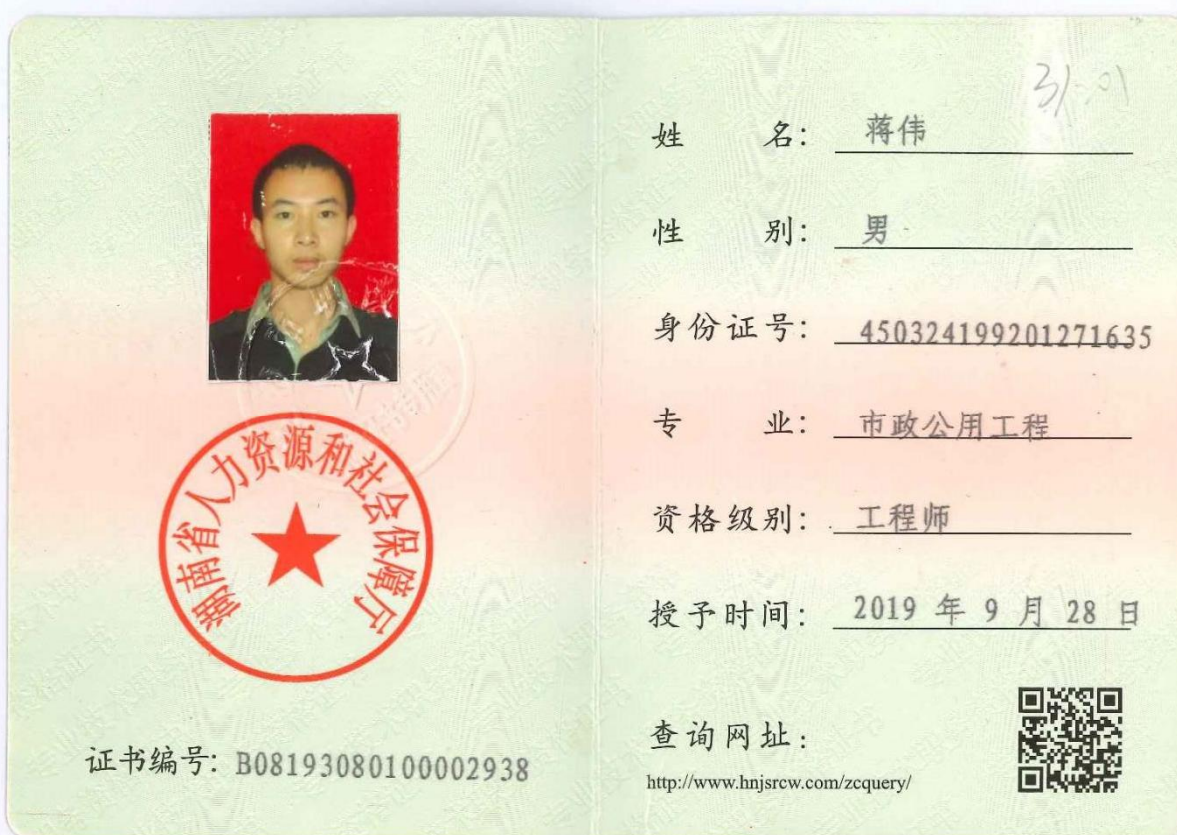 湖南省人力资源和社会保障厅
证书编号: B08193080100002938
姓名: 蒋伟
性别: 男
身份证号: 450324199201271635
专业: 市政公用工程
资格级别: 工程师
授予时间: 2019 年 9 月 28 日
查询网址:
http://www.hnjsrcw.com/zcquery/